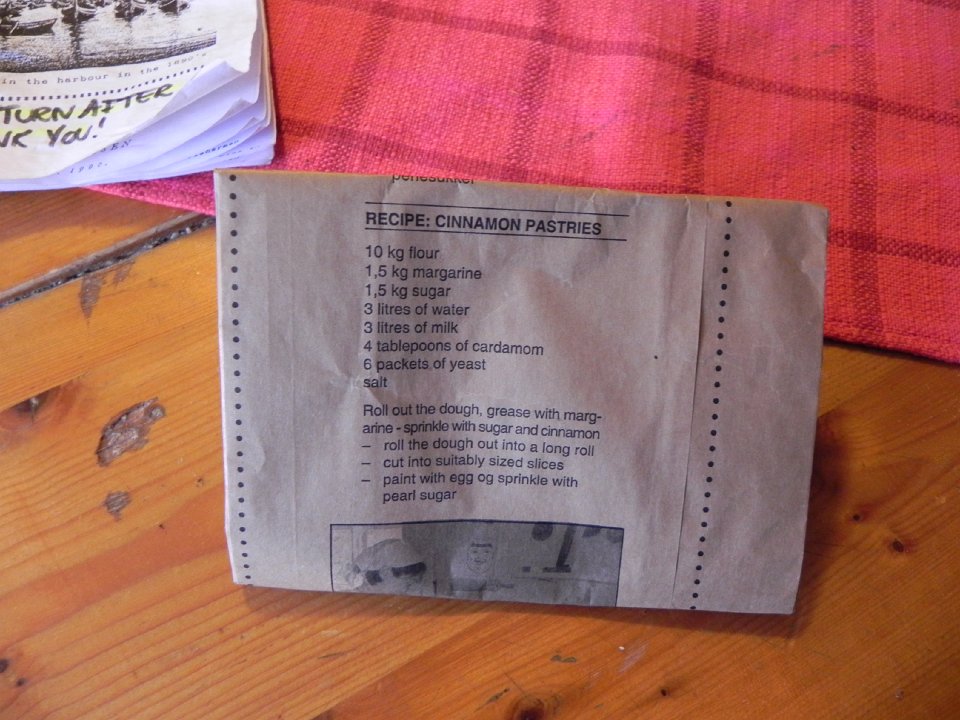 in the harbour in the 1890's
TURN AFTER
NK YOU!
perlesukker
RECIPE: CINNAMON PASTRIES
10 kg flour
1,5 kg margarine
1,5 kg sugar
3 litres of water
3 litres of milk
4 tablepoons of cardamom
6 packets of yeast
salt
Roll out the dough, grease with marg-
arine - sprinkle with sugar and cinnamon
– roll the dough out into a long roll
– cut into suitably sized slices
– paint with egg og sprinkle with
pearl sugar